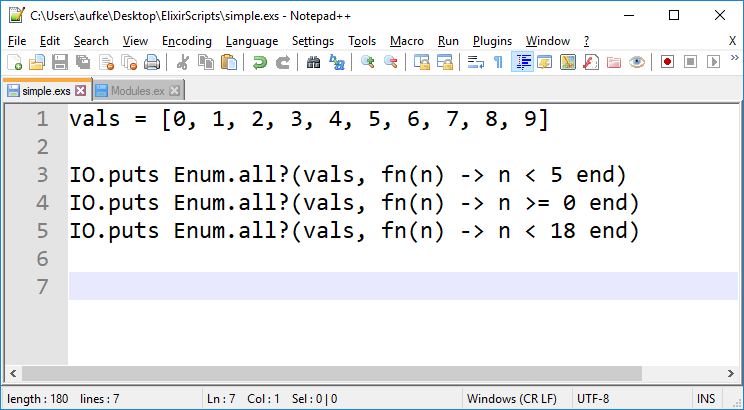 C:\Users\aufke\Desktop\ElixirScripts\simple.exs - Notepad++
File Edit Search View Encoding Language Settings Tools Macro Run Plugins Window ? X
simple.exs Modules.ex
1 vals = [0, 1, 2, 3, 4, 5, 6, 7, 8, 9]
2
3 IO.puts Enum.all?(vals, fn(n) -> n < 5 end)
4 IO.puts Enum.all?(vals, fn(n) -> n >= 0 end)
5 IO.puts Enum.all?(vals, fn(n) -> n < 18 end)
6
7
length : 180 lines : 7 Ln : 7 Col : 1 Sel : 0 | 0 Windows (CR LF) UTF-8 INS